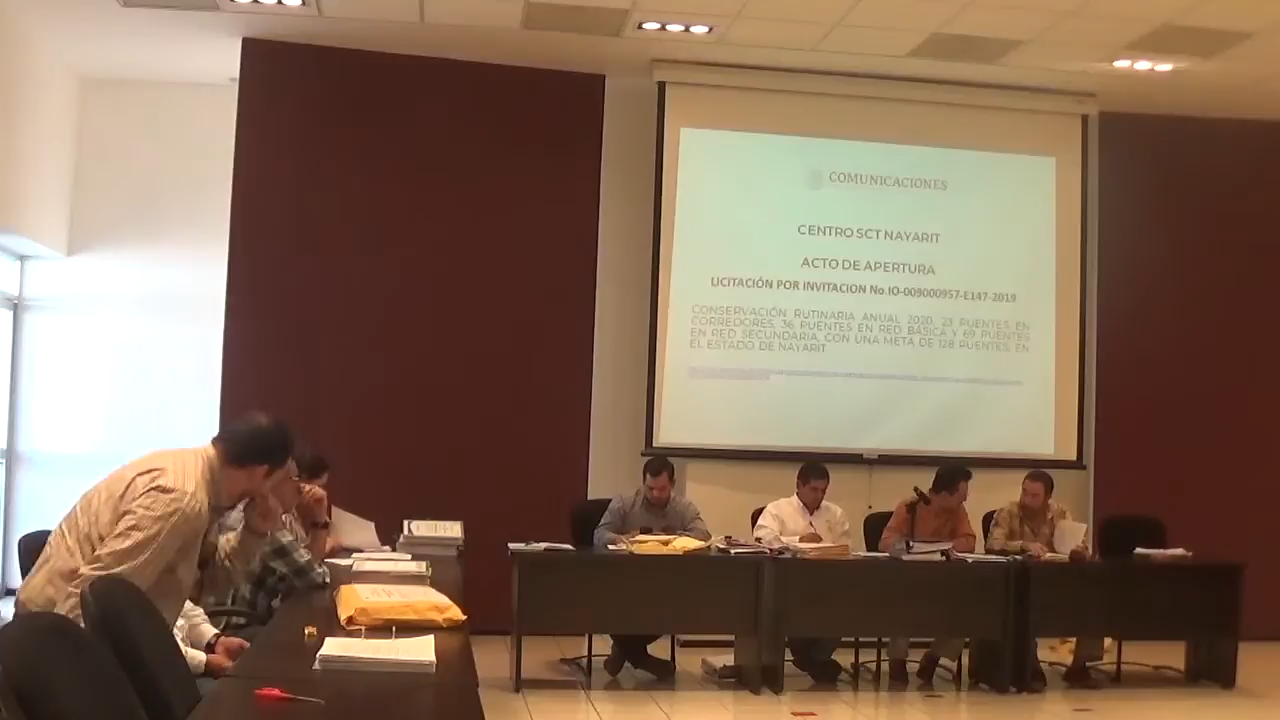 COMUNICACIONES
CENTRO SCT NAYARIT
ACTO DE APERTURA
LICITACIÓN POR INVITACION No.IO-009000957-E147-2019
CONSERVACIÓN RUTINARIA ANUAL 2020, 23 PUENTES EN
CORREDORES, 36 PUENTES EN RED BÁSICA Y 69 PUENTES
EN RED SECUNDARIA, CON UNA META DE 128 PUENTES, EN
EL ESTADO DE NAYARIT